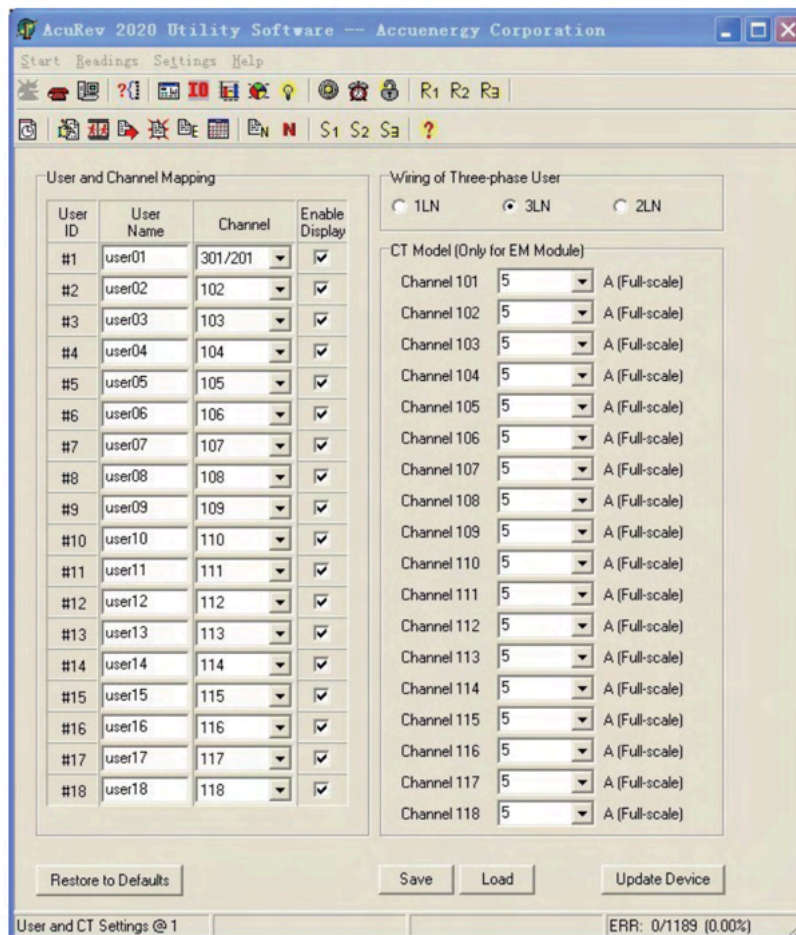 AcuRev 2020 Utility Software -- Accuenergy Corporation
Start Readings Settings Help
?{} IO R1 R2 R3
E N N S1 S2 S3 ?
User and Channel Mapping
User ID User Name Channel Enable Display
#1 user01 301/201
#2 user02 102
#3 user03 103
#4 user04 104
#5 user05 105
#6 user06 106
#7 user07 107
#8 user08 108
#9 user09 109
#10 user10 110
#11 user11 111
#12 user12 112
#13 user13 113
#14 user14 114
#15 user15 115
#16 user16 116
#17 user17 117
#18 user18 118
Wiring of Three-phase User
1LN 3LN 2LN
CT Model (Only for EM Module)
Channel 101 5 A (Full-scale)
Channel 102 5 A (Full-scale)
Channel 103 5 A (Full-scale)
Channel 104 5 A (Full-scale)
Channel 105 5 A (Full-scale)
Channel 106 5 A (Full-scale)
Channel 107 5 A (Full-scale)
Channel 108 5 A (Full-scale)
Channel 109 5 A (Full-scale)
Channel 110 5 A (Full-scale)
Channel 111 5 A (Full-scale)
Channel 112 5 A (Full-scale)
Channel 113 5 A (Full-scale)
Channel 114 5 A (Full-scale)
Channel 115 5 A (Full-scale)
Channel 116 5 A (Full-scale)
Channel 117 5 A (Full-scale)
Channel 118 5 A (Full-scale)
Restore to Defaults Save Load Update Device
User and CT Settings @ 1 ERR: 0/1189 (0.00%)